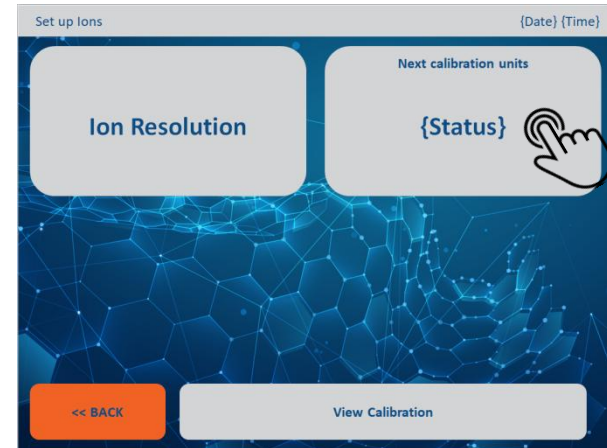 Set up Ions {Date} {Time}
Next calibration units
Ion Resolution {Status}
<< BACK View Calibration